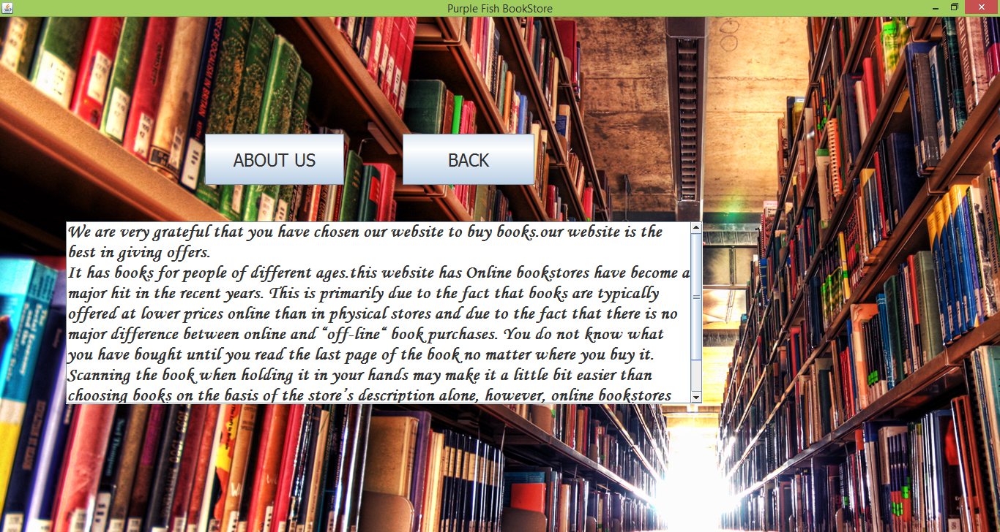 Purple Fish BookStore
ABOUT US
BACK
We are very grateful that you have chosen our website to buy books.our website is the
best in giving offers.
It has books for people of different ages.this website has Online bookstores have become a
major hit in the recent years. This is primarily due to the fact that books are typically
offered at lower prices online than in physical stores and due to the fact that there is no
major difference between online and “off-line“ book purchases. You do not know what
you have bought until you read the last page of the book no matter where you buy it.
Scanning the book when holding it in your hands may make it a little bit easier than
choosing books on the basis of the store’s description alone, however, online bookstores